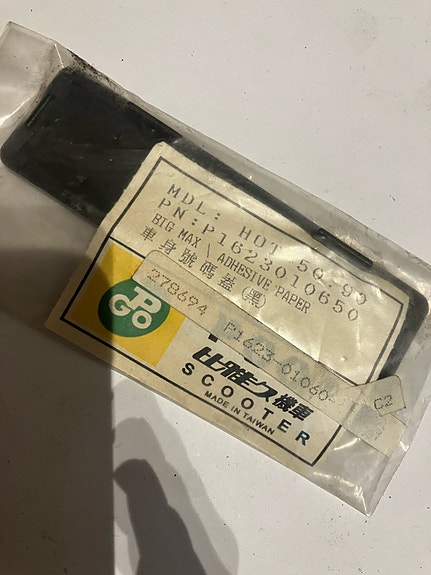 MDL: HOT 50.90
PN:P1623010650
BIG MAX \ ADHESIVE PAPER
車身號碼蓋(黑)
278694 P1623-01060- C2
PGO
比雅久機車
SCOOTER
MADE IN TAIWAN